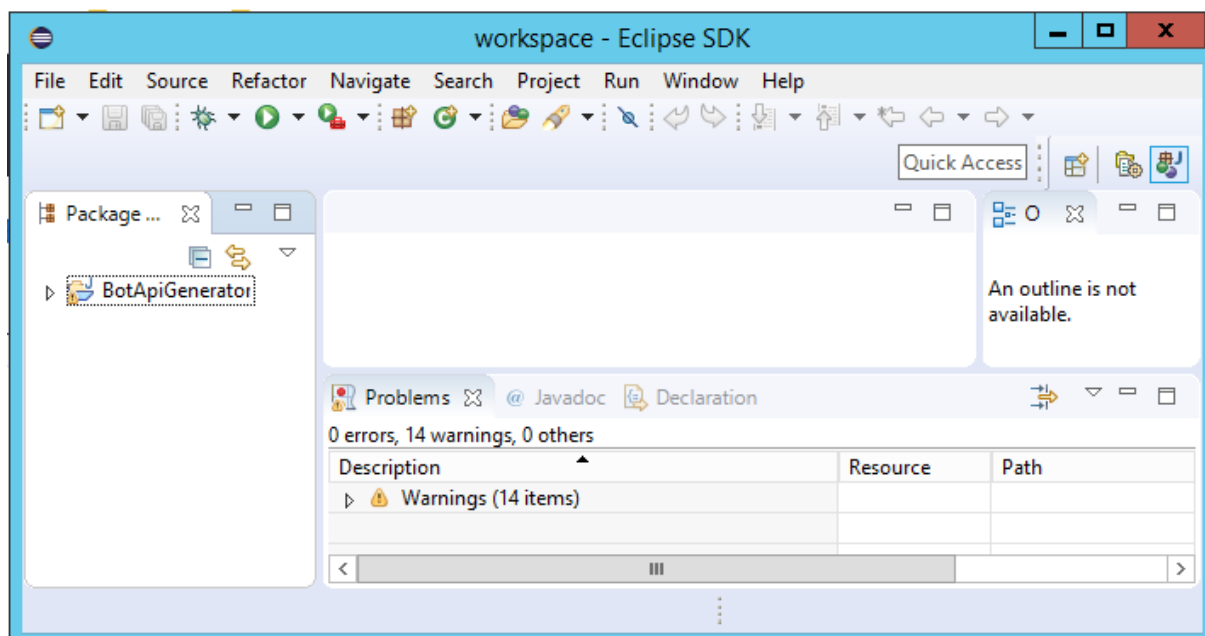 workspace - Eclipse SDK
File Edit Source Refactor Navigate Search Project Run Window Help
Quick Access
Package ...
O
BotApiGenerator
An outline is not
available.
Problems @ Javadoc Declaration
0 errors, 14 warnings, 0 others
Description Resource Path
Warnings (14 items)